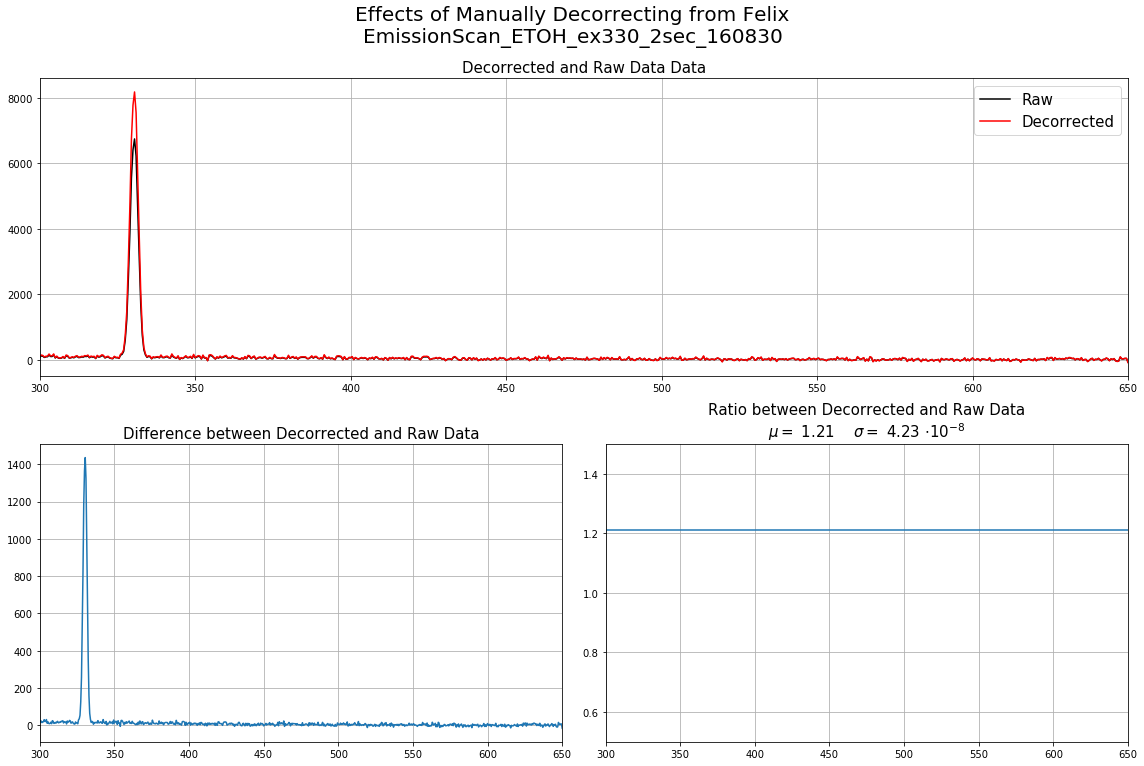 Effects of Manually Decorrecting from Felix
EmissionScan_ETOH_ex330_2sec_160830
Decorrected and Raw Data Data
8000
6000
4000
2000
0
Raw
Decorrected
300 350 400 450 500 550 600 650
Difference between Decorrected and Raw Data
1400
1200
1000
800
600
400
200
0
300 350 400 450 500 550 600 650
Ratio between Decorrected and Raw Data
μ = 1.21 σ = 4.23 ·10⁻⁸
1.4
1.2
1.0
0.8
0.6
300 350 400 450 500 550 600 650